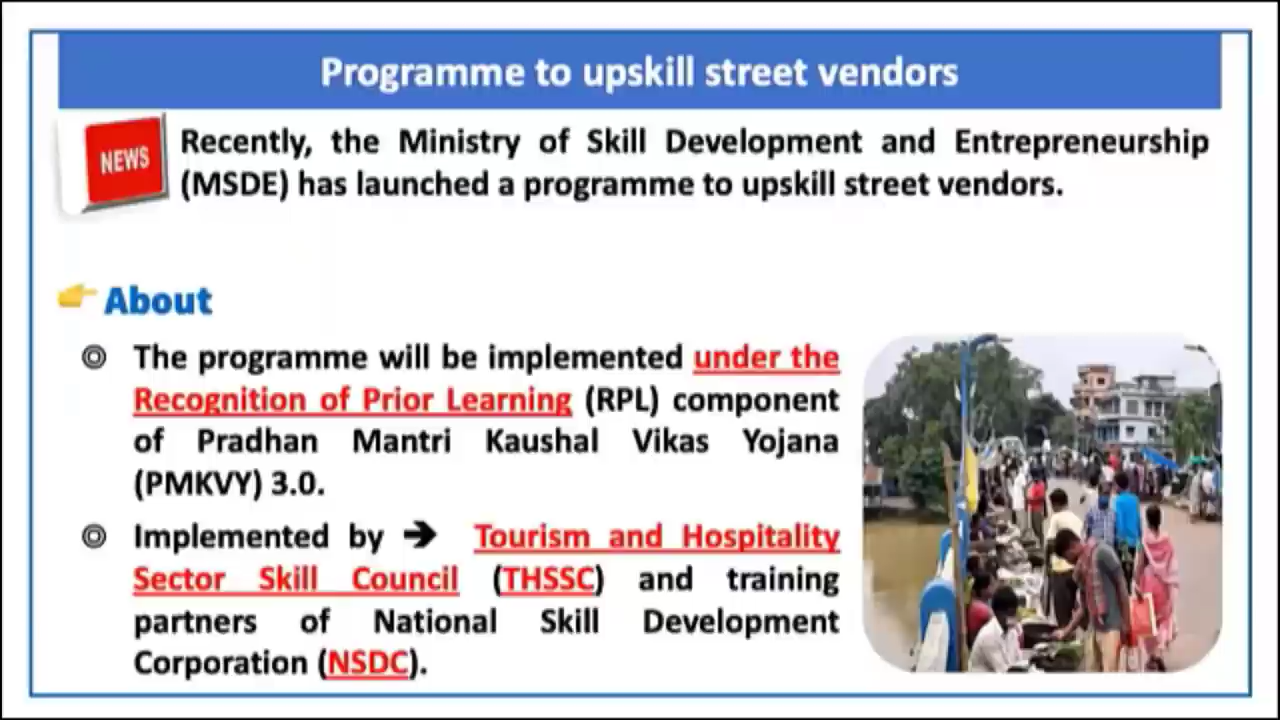 Programme to upskill street vendors
NEWS
Recently, the Ministry of Skill Development and Entrepreneurship
(MSDE) has launched a programme to upskill street vendors.
About
The programme will be implemented under the
Recognition of Prior Learning (RPL) component
of Pradhan Mantri Kaushal Vikas Yojana
(PMKVY) 3.0.
Implemented by ➔ Tourism and Hospitality
Sector Skill Council (THSSC) and training
partners of National Skill Development
Corporation (NSDC).